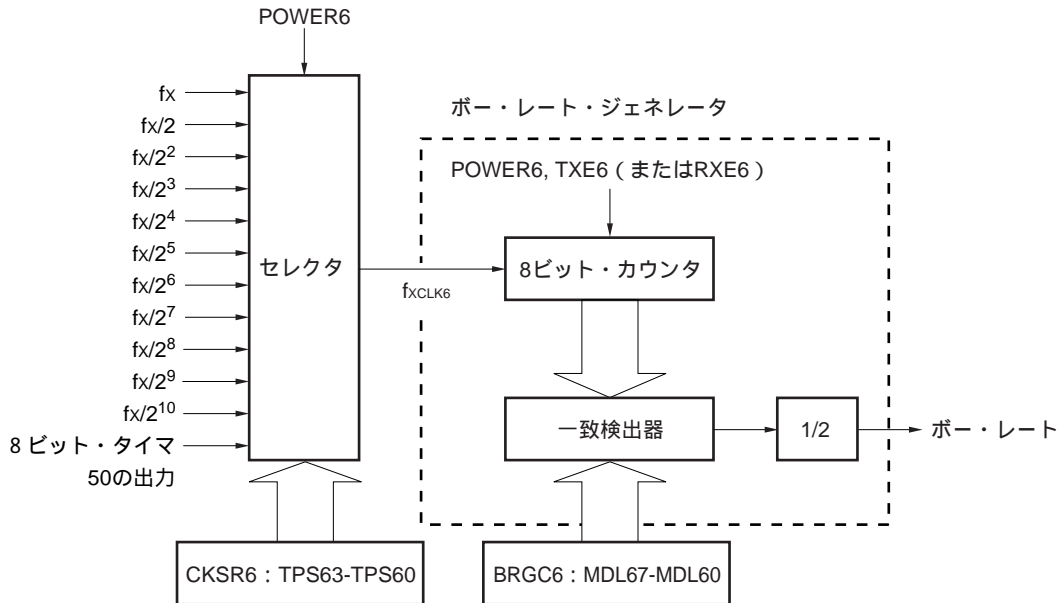 POWER6
fX
fX/2
fX/2²
fX/2³
fX/2⁴
fX/2⁵
fX/2⁶
fX/2⁷
fX/2⁸
fX/2⁹
fX/2¹⁰
8 ビット・タイマ
50の出力
セレクタ
fXCLK6
ボー・レート・ジェネレータ
POWER6, TXE6（またはRXE6）
8ビット・カウンタ
一致検出器
1/2
ボー・レート
CKSR6：TPS63-TPS60
BRGC6：MDL67-MDL60